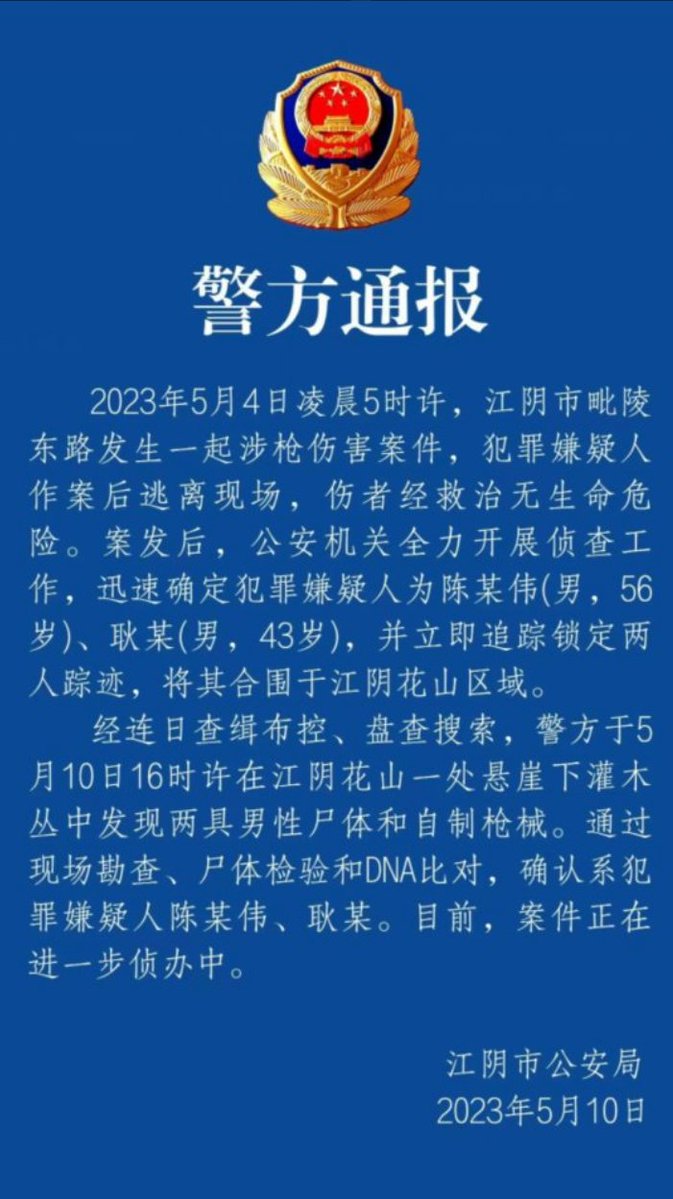 警方通报
2023年5月4日凌晨5时许，江阴市毗陵
东路发生一起涉枪伤害案件，犯罪嫌疑人
作案后逃离现场，伤者经救治无生命危
险。案发后，公安机关全力开展侦查工
作，迅速确定犯罪嫌疑人为陈某伟(男，56
岁)、耿某(男，43岁)，并立即追踪锁定两
人踪迹，将其合围于江阴花山区域。
经连日查缉布控、盘查搜索，警方于5
月10日16时许在江阴花山一处悬崖下灌木
丛中发现两具男性尸体和自制枪械。通过
现场勘查、尸体检验和DNA比对，确认系犯
罪嫌疑人陈某伟、耿某。目前，案件正在
进一步侦办中。
江阴市公安局
2023年5月10日